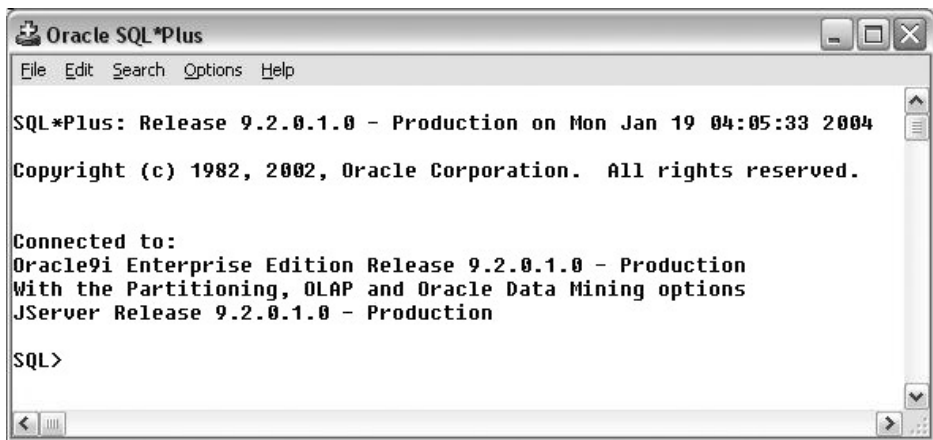 Oracle SQL*Plus
File Edit Search Options Help
SQL*Plus: Release 9.2.0.1.0 - Production on Mon Jan 19 04:05:33 2004
Copyright (c) 1982, 2002, Oracle Corporation.  All rights reserved.
Connected to:
Oracle9i Enterprise Edition Release 9.2.0.1.0 - Production
With the Partitioning, OLAP and Oracle Data Mining options
JServer Release 9.2.0.1.0 - Production
SQL>